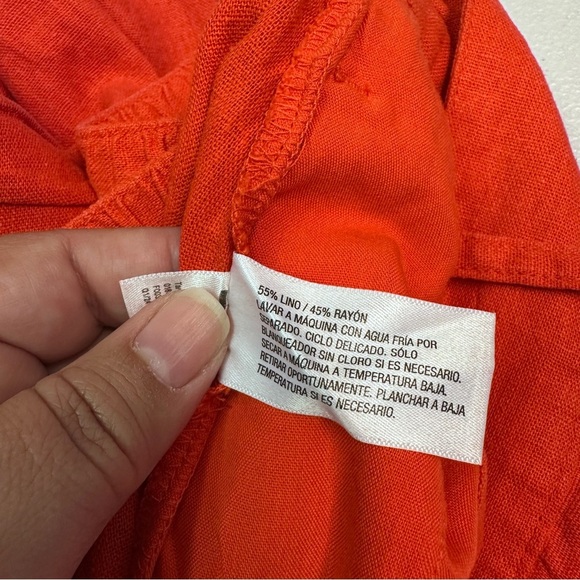 55% LINO / 45% RAYÓN
LAVAR A MÁQUINA CON AGUA FRÍA POR
SEPARADO. CICLO DELICADO. SÓLO
BLANQUEADOR SIN CLORO SI ES NECESARIO.
SECAR A MÁQUINA A TEMPERATURA BAJA.
RETIRAR OPORTUNAMENTE. PLANCHAR A BAJA
TEMPERATURA SI ES NECESARIO.